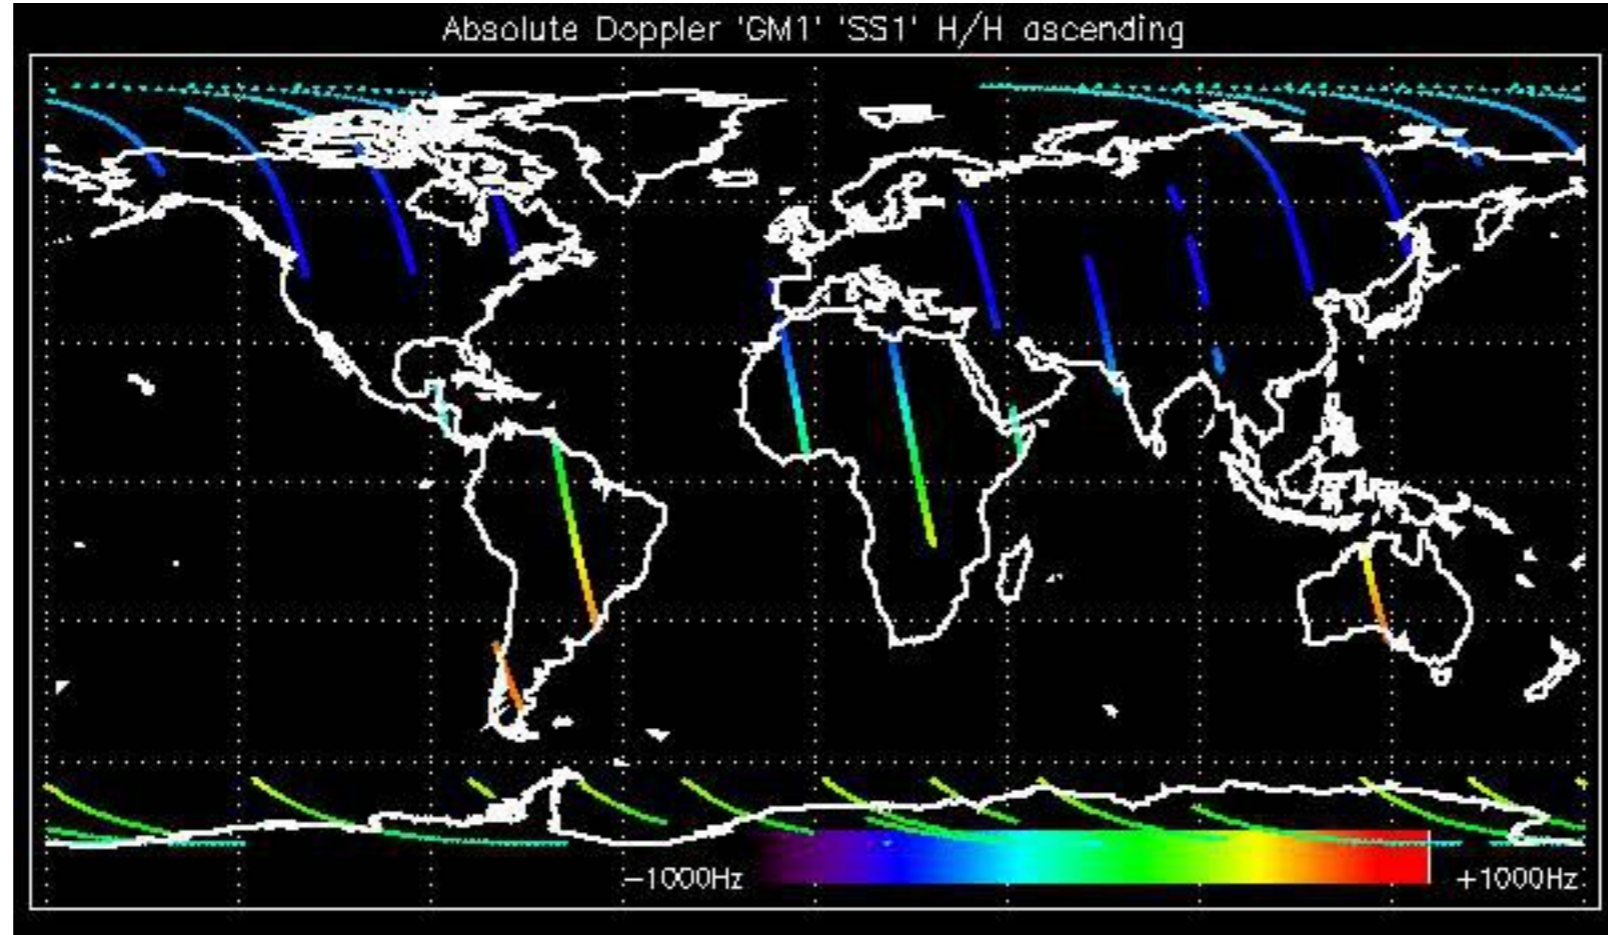 Absolute Doppler 'GM1' 'SS1' H/H ascending
−1000Hz
+1000Hz